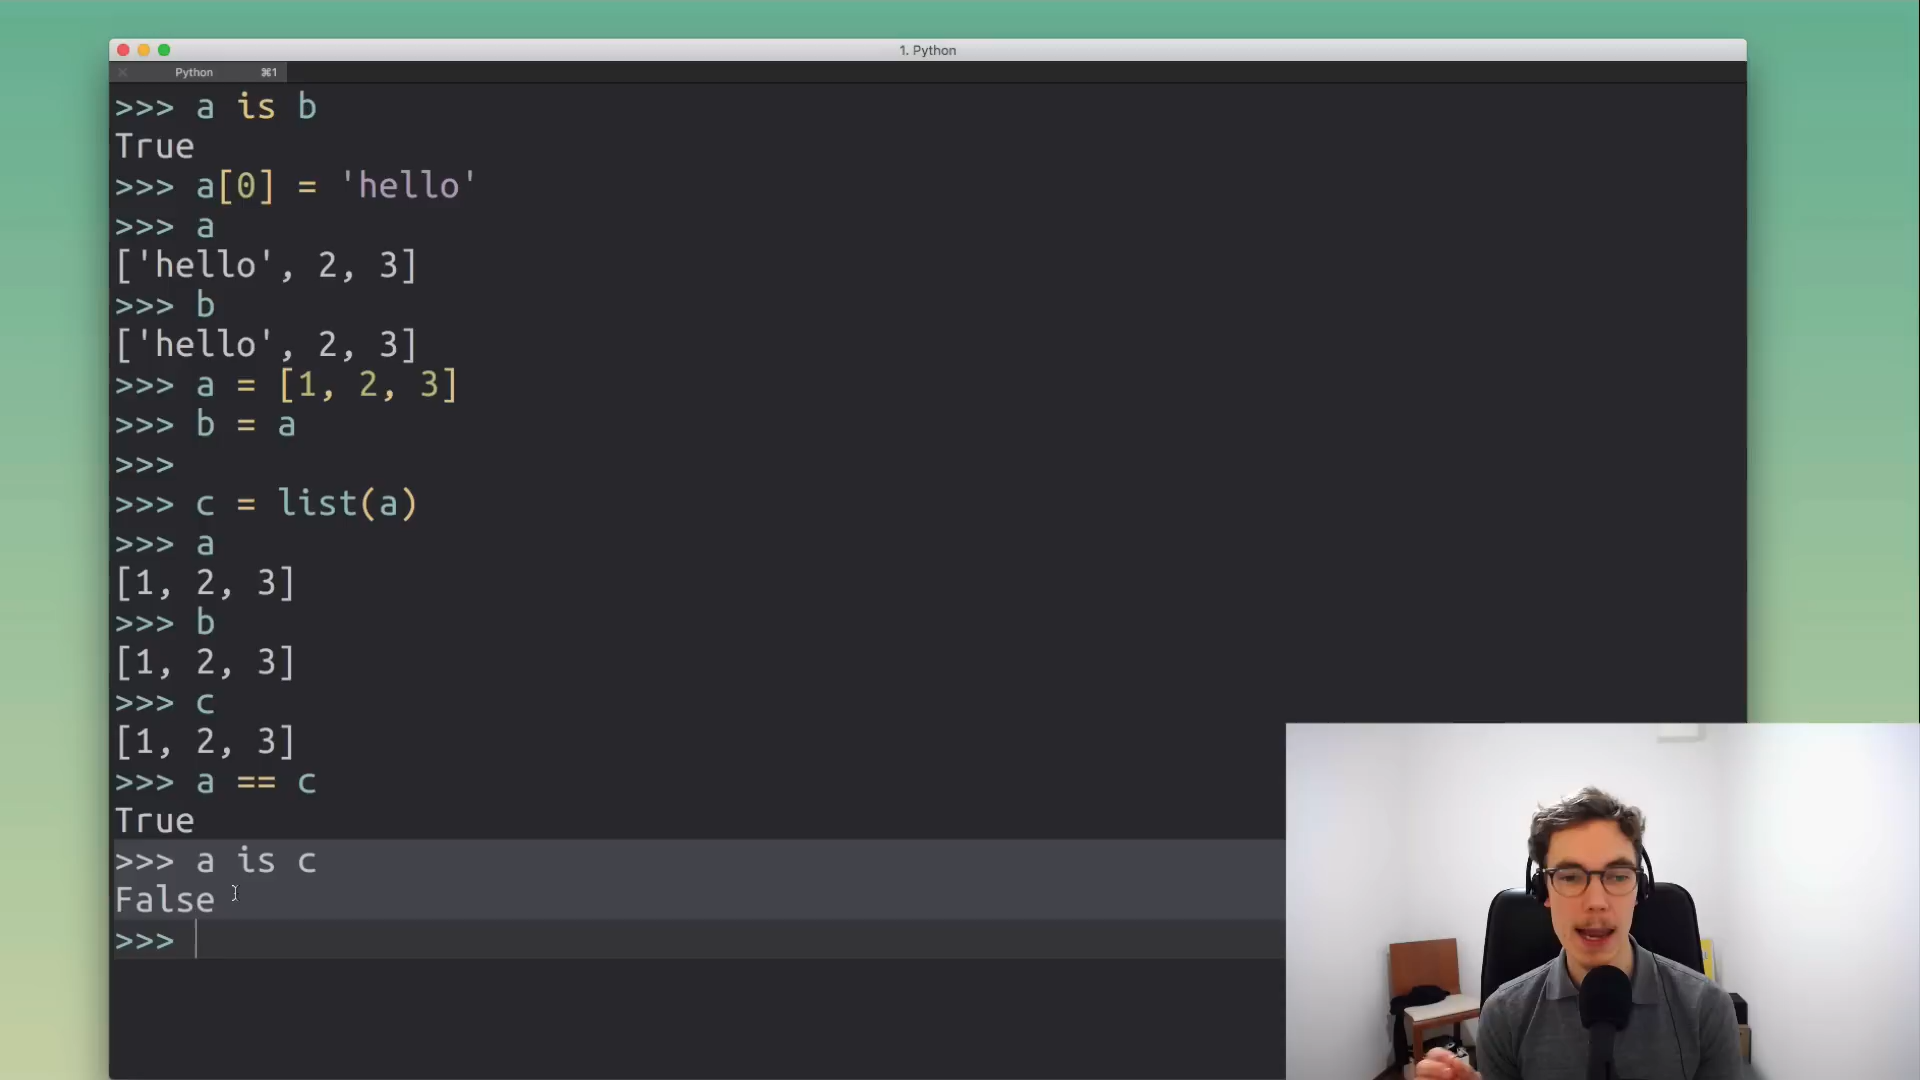 1. Python
Python ⌘1
>>> a is b
True
>>> a[0] = 'hello'
>>> a
['hello', 2, 3]
>>> b
['hello', 2, 3]
>>> a = [1, 2, 3]
>>> b = a
>>>
>>> c = list(a)
>>> a
[1, 2, 3]
>>> b
[1, 2, 3]
>>> c
[1, 2, 3]
>>> a == c
True
>>> a is c
False
>>>